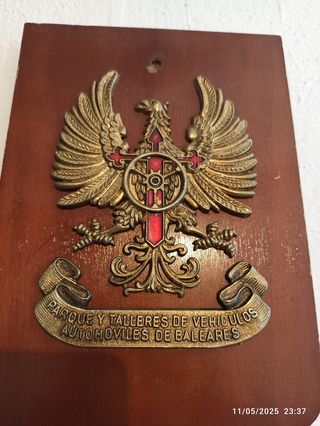 PARQUE Y TALLERES DE VEHICULOS
AUTOMOVILES DE BALEARES
11/05/2025 23:37